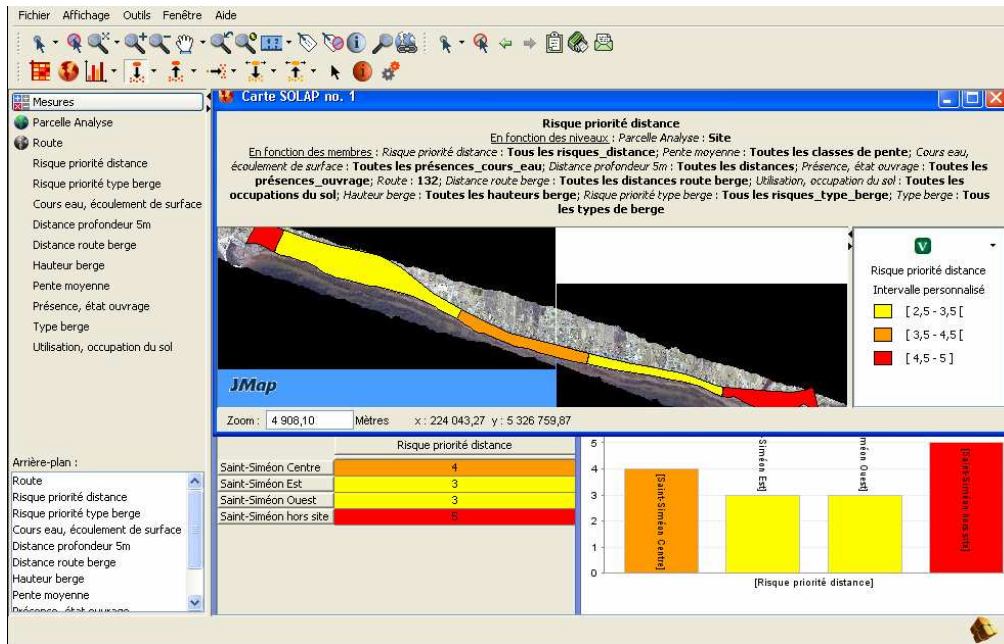 Fichier Affichage Outils Fenêtre Aide
Mesures
Parcelle Analyse
Route
Risque priorité distance
Risque priorité type berge
Cours eau, écoulement de surface
Distance profondeur 5m
Distance route berge
Hauteur berge
Pente moyenne
Présence, état ouvrage
Type berge
Utilisation, occupation du sol
Carte SOLAP no. 1
Risque priorité distance
En fonction des niveaux : Parcelle Analyse : Site
En fonction des membres : Risque priorité distance : Tous les risques_distance; Pente moyenne : Toutes les classes de pente; Cours eau,
écoulement de surface : Toutes les présences_cours_eau; Distance profondeur 5m : Toutes les distances; Présence, état ouvrage : Toutes les
présences_ouvrage; Route : 132; Distance route berge : Toutes les distances route berge; Utilisation, occupation du sol : Toutes les
occupations du sol; Hauteur berge : Toutes les hauteurs berge; Risque priorité type berge : Tous les risques_type_berge; Type berge : Tous
les types de berge
V
Risque priorité distance
Intervalle personnalisé
[ 2,5 - 3,5 [
[ 3,5 - 4,5 [
[ 4,5 - 5 ]
JMap
Zoom : 4 908,10 Mètres x : 224 043,27 y : 5 326 759,87
Arrière-plan :
Route
Risque priorité distance
Risque priorité type berge
Cours eau, écoulement de surface
Distance profondeur 5m
Distance route berge
Hauteur berge
Pente moyenne
Présence, état ouvrage
Risque priorité distance
Saint-Siméon Centre 4
Saint-Siméon Est 3
Saint-Siméon Ouest 3
Saint-Siméon hors site 5
5
4
3
2
1
0
[Saint-Siméon Centre]
-Siméon Est]
méon Ouest]
[Saint-Siméon hors site]
[Risque priorité distance]